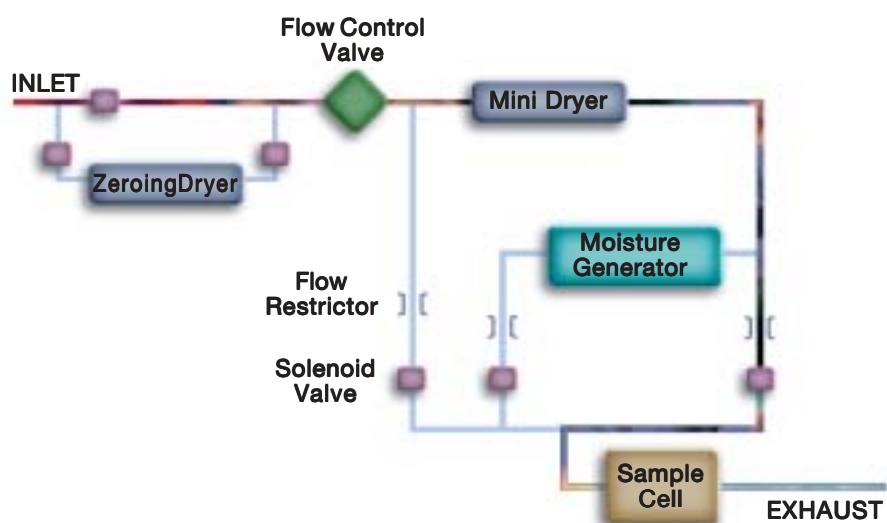 Flow Control
Valve
INLET
Mini Dryer
ZeroingDryer
Moisture
Generator
Flow
Restrictor
Solenoid
Valve
Sample
Cell
EXHAUST